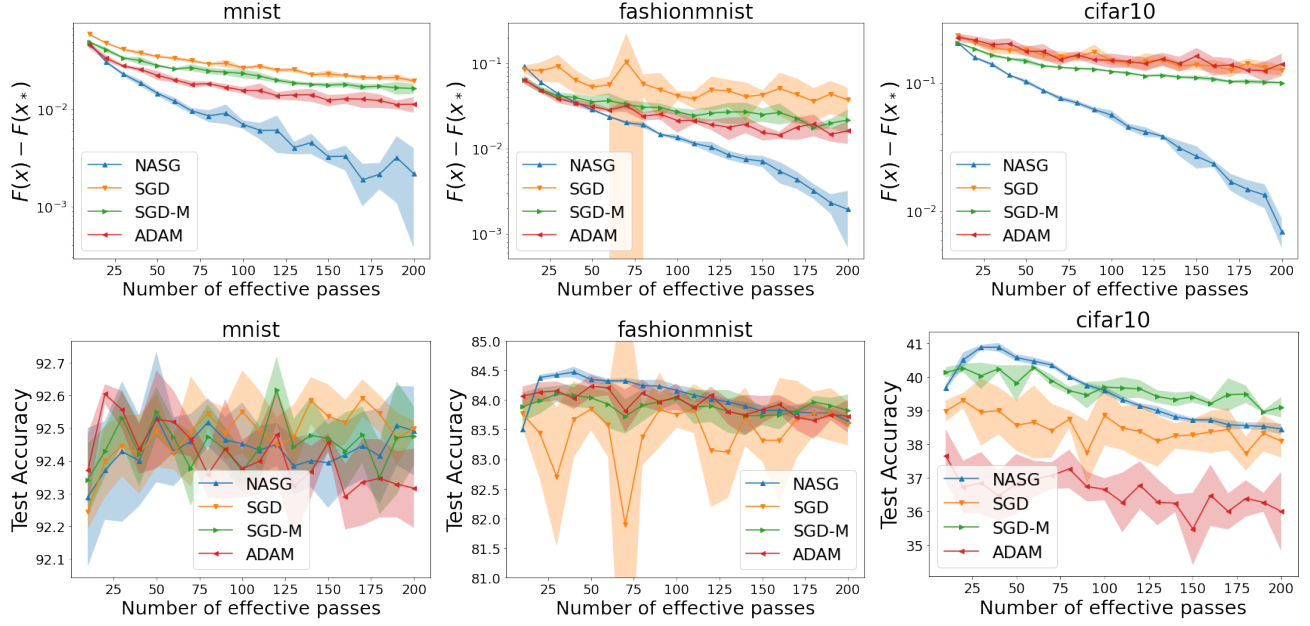 mnist
F(x) − F(x∗)
10⁻²
10⁻³
NASG
SGD
SGD-M
ADAM
25 50 75 100 125 150 175 200
Number of effective passes
fashionmnist
F(x) − F(x∗)
10⁻¹
10⁻²
10⁻³
NASG
SGD
SGD-M
ADAM
25 50 75 100 125 150 175 200
Number of effective passes
cifar10
F(x) − F(x∗)
10⁻¹
10⁻²
NASG
SGD
SGD-M
ADAM
25 50 75 100 125 150 175 200
Number of effective passes
mnist
Test Accuracy
92.7
92.6
92.5
92.4
92.3
92.2
92.1
NASG
SGD
SGD-M
ADAM
25 50 75 100 125 150 175 200
Number of effective passes
fashionmnist
Test Accuracy
85.0
84.5
84.0
83.5
83.0
82.5
82.0
81.5
81.0
NASG
SGD
SGD-M
ADAM
25 50 75 100 125 150 175 200
Number of effective passes
cifar10
Test Accuracy
41
40
39
38
37
36
35
NASG
SGD
SGD-M
ADAM
25 50 75 100 125 150 175 200
Number of effective passes